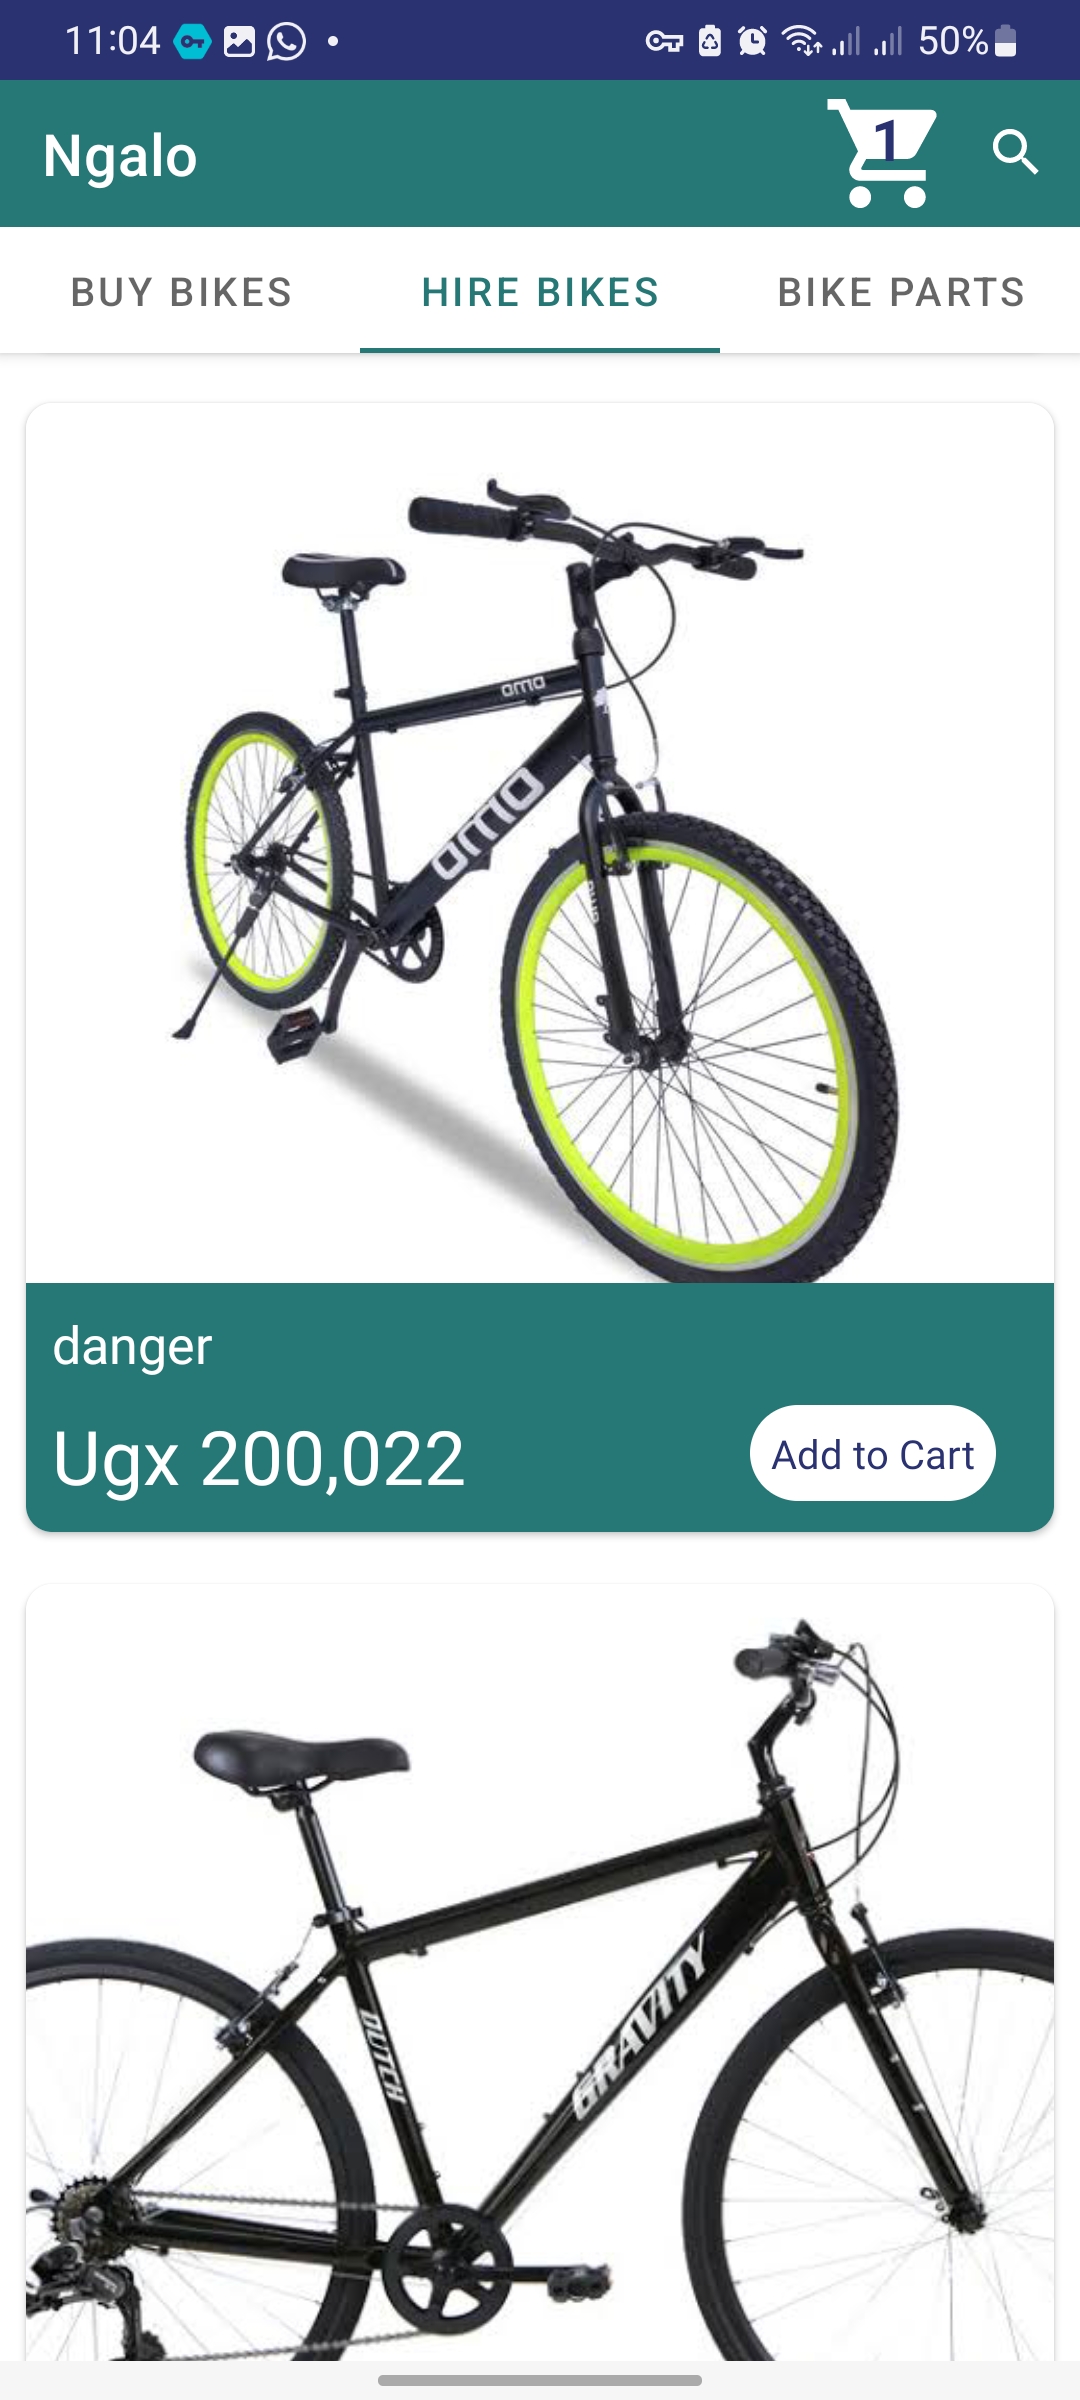 11:04
50%
Ngalo
1
BUY BIKES
HIRE BIKES
BIKE PARTS
omo
omo
danger
Ugx 200,022
Add to Cart
GRAVITY
DUTCH